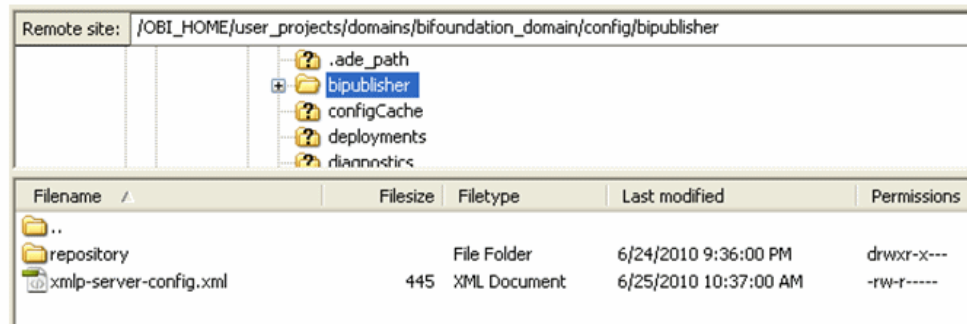 Remote site: /OBI_HOME/user_projects/domains/bifoundation_domain/config/bipublisher
.ade_path
bipublisher
configCache
deployments
diagnostics
Filename Filesize Filetype Last modified Permissions
..
repository File Folder 6/24/2010 9:36:00 PM drwxr-x---
xmlp-server-config.xml 445 XML Document 6/25/2010 10:37:00 AM -rw-r-----